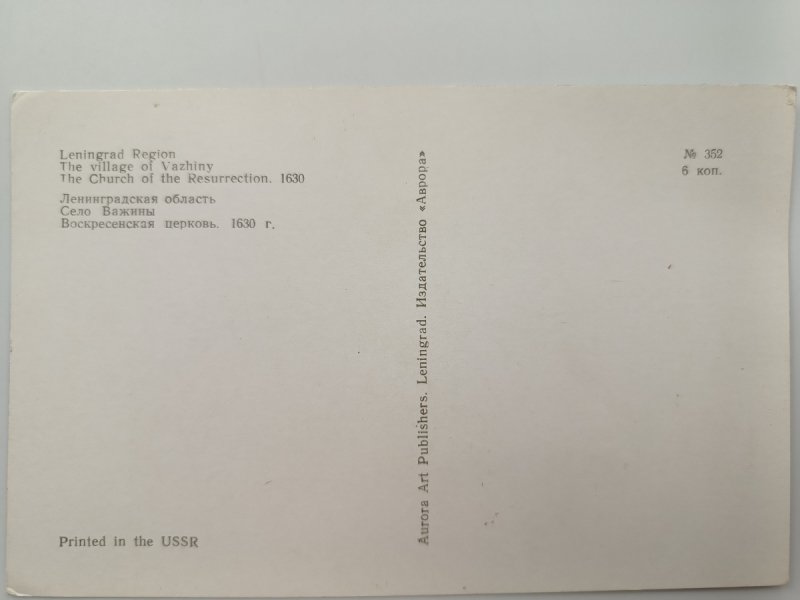 Leningrad Region
The village of Vazhiny
The Church of the Resurrection. 1630
Ленинградская область
Село Важины
Воскресенская церковь. 1630 г.
Printed in the USSR
Aurora Art Publishers. Leningrad. Издательство «Аврора»
№ 352
6 коп.